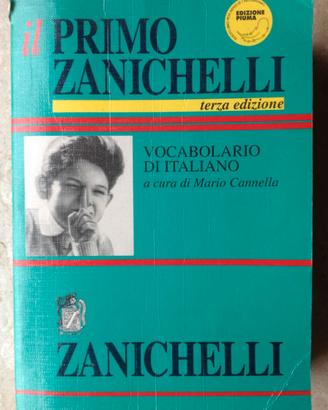 il PRIMO
ZANICHELLI
terza edizione
EDIZIONE
PIUMA
VOCABOLARIO
DI ITALIANO
a cura di Mario Cannella
ZANICHELLI